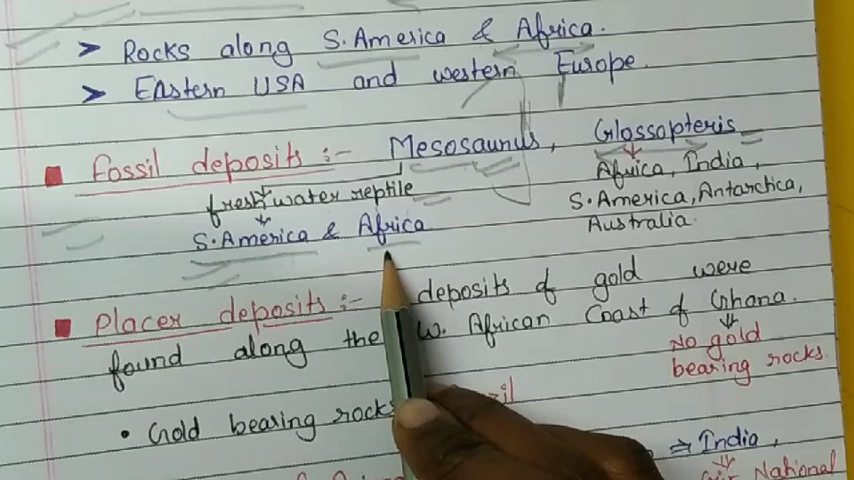 ➤ Rocks along S.America & Africa.
➤ Eastern USA and western Europe.
■ Fossil deposits :- Mesosaunus, Glossopteris
fresh water reptile
Africa, India,
S.America & Africa
S.America, Antarctica,
Australia.
■ Placer deposits :- deposits of gold were
found along the W. African Coast of Ghana.
No gold
bearing rocks.
• Gold bearing rocks
⇒ India,
National